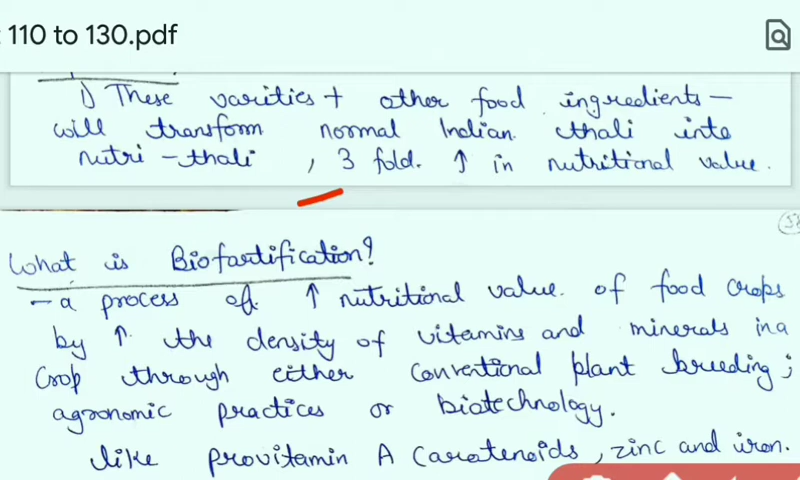 110 to 130.pdf
1) These varities + other food ingredients –
will transform normal Indian thali into
nutri - thali , 3 fold. ↑ in nutritional value.
What is Biofortification?
– a process of ↑ nutritional value of food crops
by ↑ the density of vitamins and minerals in a
crop through either conventional plant breeding;
agronomic practices or biotechnology.
like provitamin A carotenoids, zinc and iron.